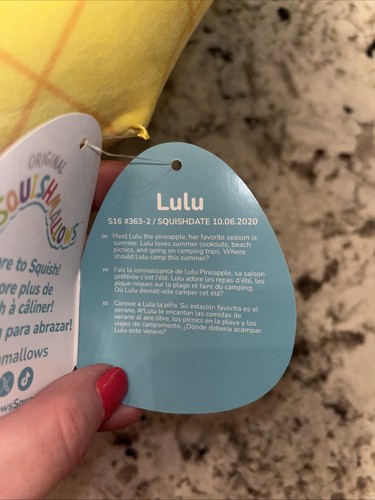 ORIGINAL
SQUISHMALLOWS
re to Squish!
ore plus de
h à câliner!
n para abrazar!
mallows
X
Lulu
S16 #363-2 / SQUISHDATE 10.06.2020
EN Meet Lulu the pineapple, her favorite season is
summer. Lulu loves summer cookouts, beach
picnics, and going on camping trips. Where
should Lulu camp this summer?
FR Fais la connaissance de Lulu Pineapple, sa saison
préférée c'est l'été. Lulu adore les repas d'été, les
pique-niques sur la plage et faire du camping.
Où Lulu devrait-elle camper cet été?
ES Conoce a Lulu la piña. Su estación favorita es el
verano. A Lulu le encantan las comidas de
verano al aire libre, los picnics en la playa y los
viajes de campamento. ¿Dónde debería acampar
Lulu este verano?